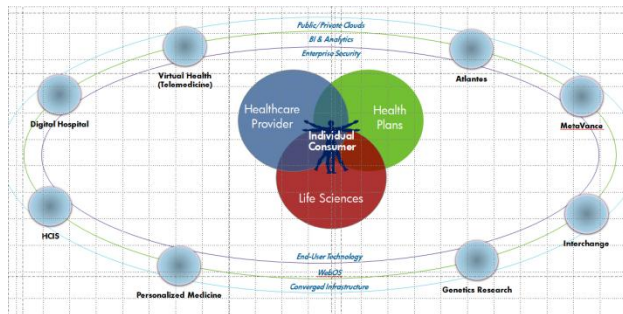 Public/Private Clouds
BI & Analytics
Enterprise Security
Virtual Health
(Telemedicine)
Atlantes
Digital Hospital
MetaVance
Healthcare
Provider
Health
Plans
Individual
Consumer
Life Sciences
HCIS
Interchange
End-User Technology
WebOS
Converged Infrastructure
Personalized Medicine
Genetics Research